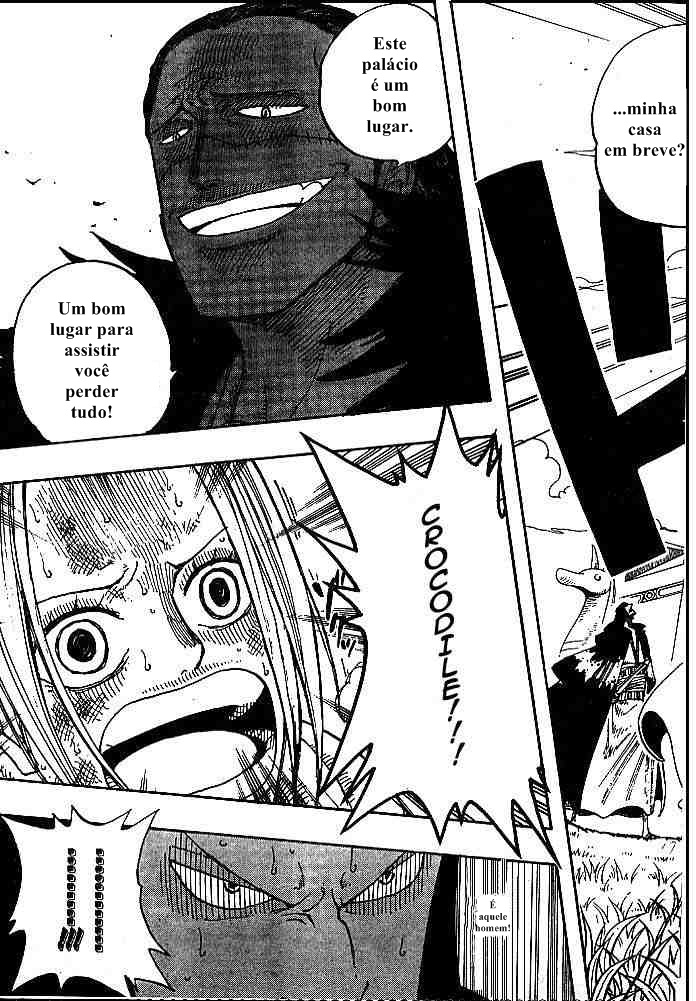 ...minha
casa
em breve?
Este
palácio
é um
bom
lugar.
Um bom
lugar para
assistir
você
perder
tudo!
CROCODILE!!!
É
aquele
homem!